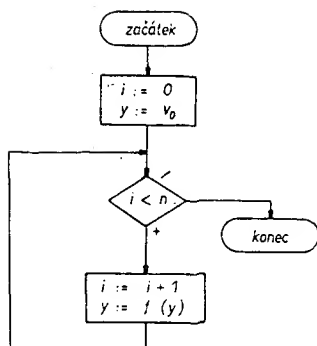 začátek
i := 0
y := v₀
i < n
+
konec
i := i + 1
y := f (y)